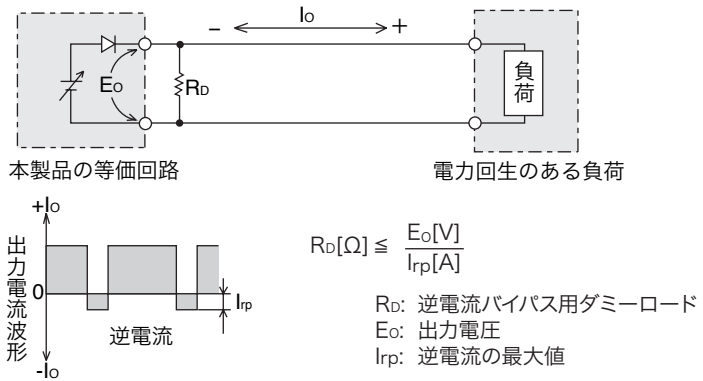 − Io +
Eo
RD
負荷
本製品の等価回路
電力回生のある負荷
+Io
出力電流波形
0
-Io
Irp
逆電流
RD[Ω]≦ Eo[V]
Irp[A]
RD: 逆電流バイパス用ダミーロード
Eo: 出力電圧
Irp: 逆電流の最大値